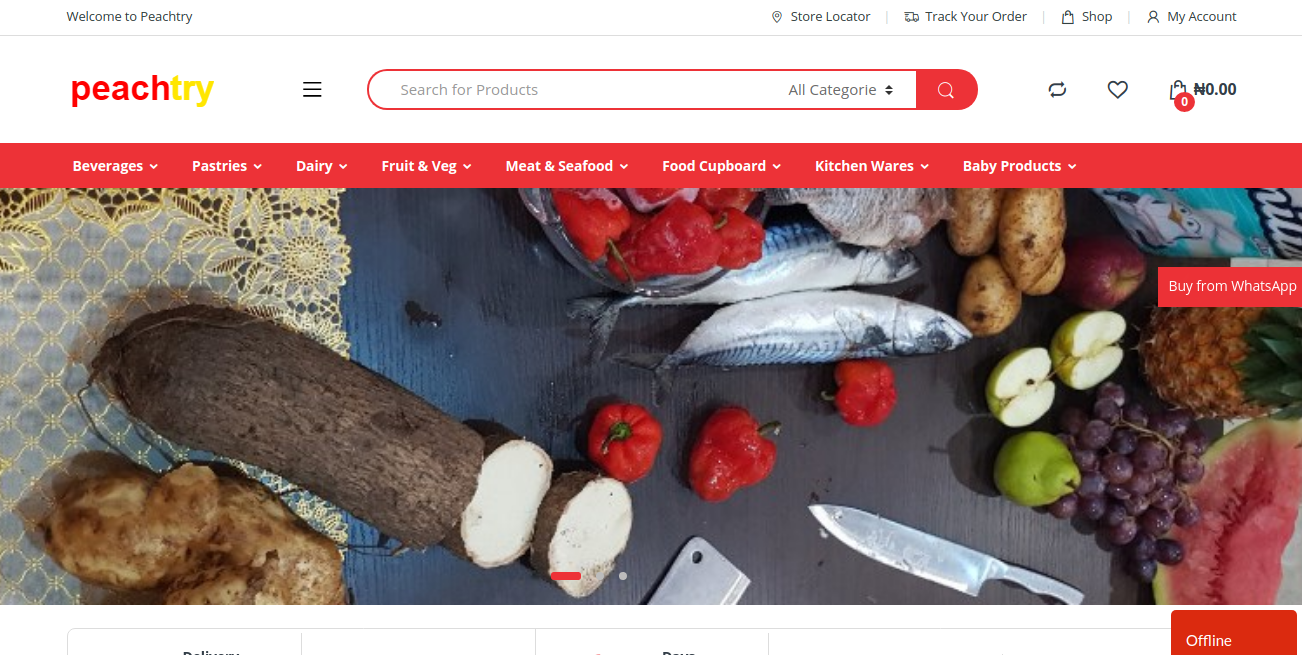 Welcome to Peachtry
Store Locator
Track Your Order
Shop
My Account
peachtry
Search for Products
All Categorie
0
₦0.00
Beverages
Pastries
Dairy
Fruit & Veg
Meat & Seafood
Food Cupboard
Kitchen Wares
Baby Products
Buy from WhatsApp
Offline